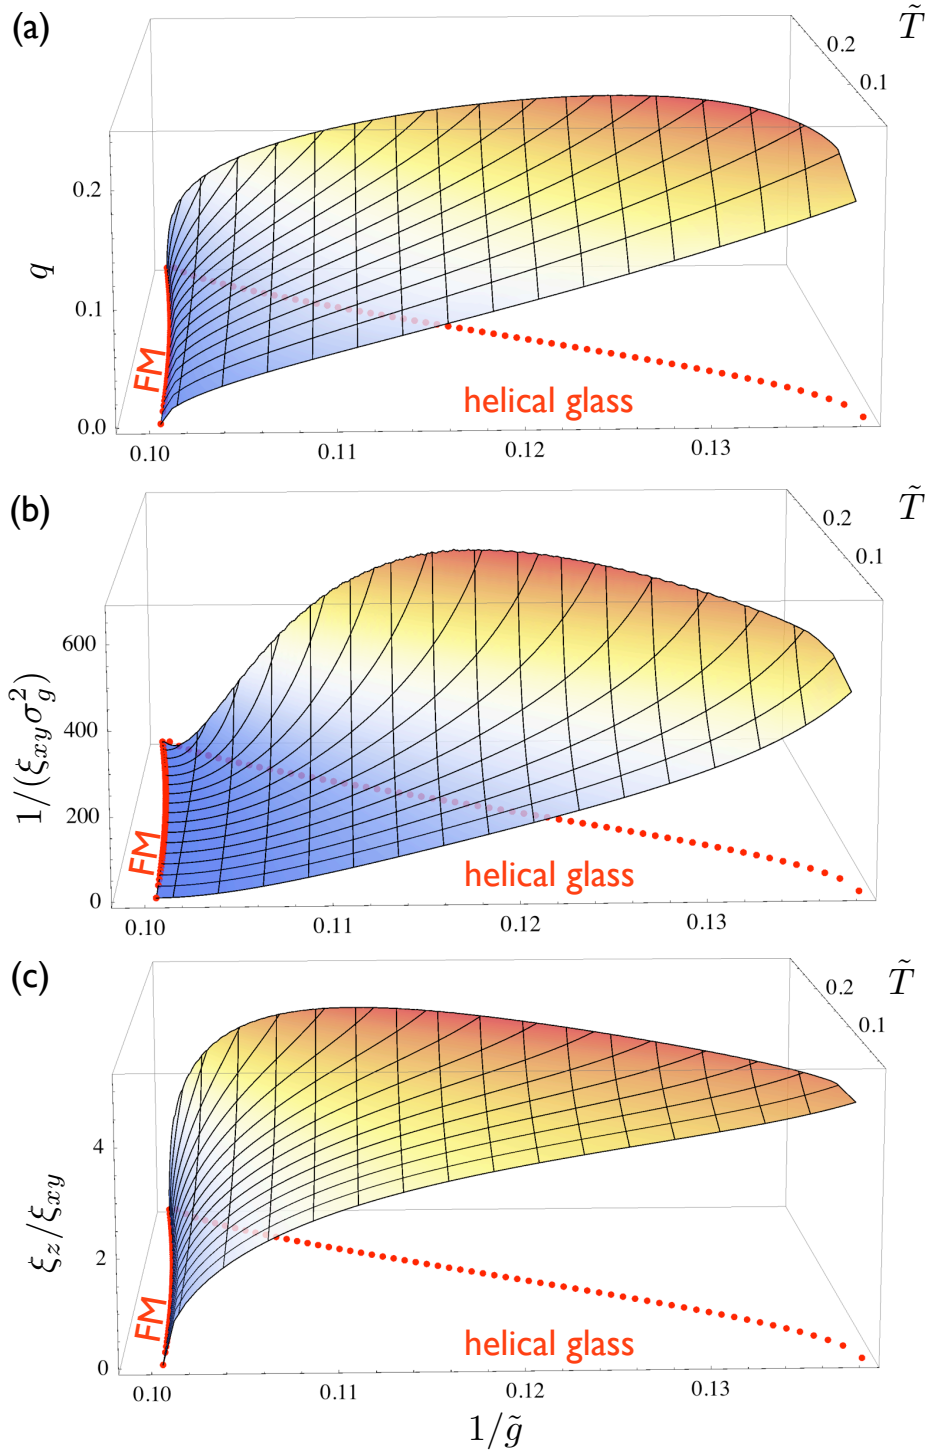 (a)
T̃
0.2
0.1
0.2
q
0.1
FM
helical glass
0.0
0.10
0.11
0.12
0.13
(b)
T̃
0.2
0.1
600
1/(ξ_{xy}σ_g^2)
400
200
FM
helical glass
0
0.10
0.11
0.12
0.13
(c)
T̃
0.2
0.1
4
ξ_z/ξ_{xy}
2
FM
helical glass
0
0.10
0.11
0.12
0.13
1/g̃